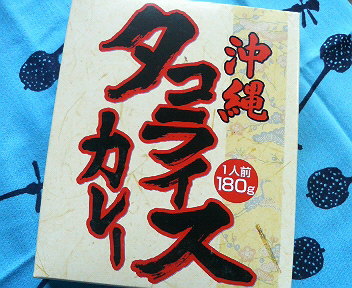 沖縄
タコライス
カレー
1人前
180g